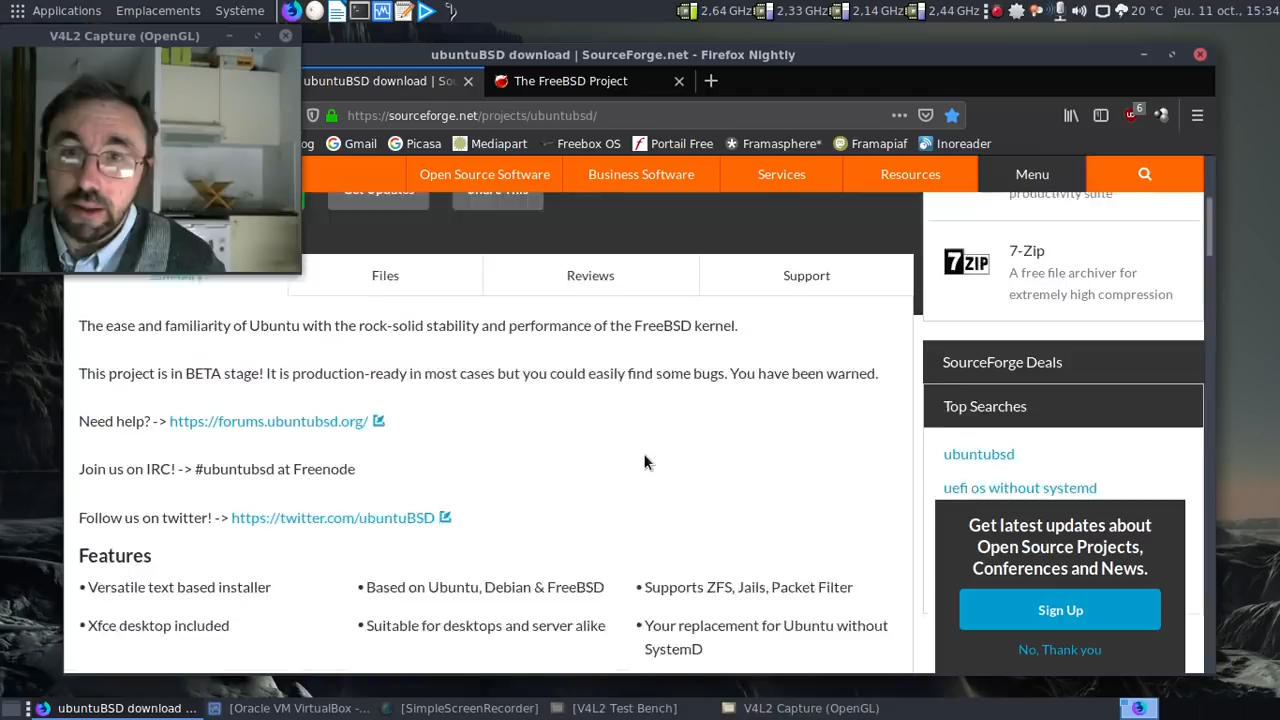 Applications Emplacements Système
2,64 GHz 2,33 GHz 2,14 GHz 2,44 GHz 20 °C jeu. 11 oct., 15:34
V4L2 Capture (OpenGL)
ubuntuBSD download | SourceForge.net - Firefox Nightly
ubuntuBSD download | So
The FreeBSD Project
https://sourceforge.net/projects/ubuntubsd/
6
og Gmail Picasa Mediapart Freebox OS Portail Free Framasphere* Framapiaf Inoreader
Open Source Software Business Software Services Resources Menu
Get Updates Share This
productivity suite
7ZIP
7-Zip
A free file archiver for
extremely high compression
Files Reviews Support
The ease and familiarity of Ubuntu with the rock-solid stability and performance of the FreeBSD kernel.
This project is in BETA stage! It is production-ready in most cases but you could easily find some bugs. You have been warned.
Need help? -> https://forums.ubuntubsd.org/
Join us on IRC! -> #ubuntubsd at Freenode
Follow us on twitter! -> https://twitter.com/ubuntuBSD
Features
• Versatile text based installer
• Based on Ubuntu, Debian & FreeBSD
• Supports ZFS, Jails, Packet Filter
• Xfce desktop included
• Suitable for desktops and server alike
• Your replacement for Ubuntu without
SystemD
SourceForge Deals
Top Searches
ubuntubsd
uefi os without systemd
Get latest updates about
Open Source Projects,
Conferences and News.
Sign Up
No, Thank you
ubuntuBSD download ... [Oracle VM VirtualBox -... [SimpleScreenRecorder] [V4L2 Test Bench] V4L2 Capture (OpenGL)